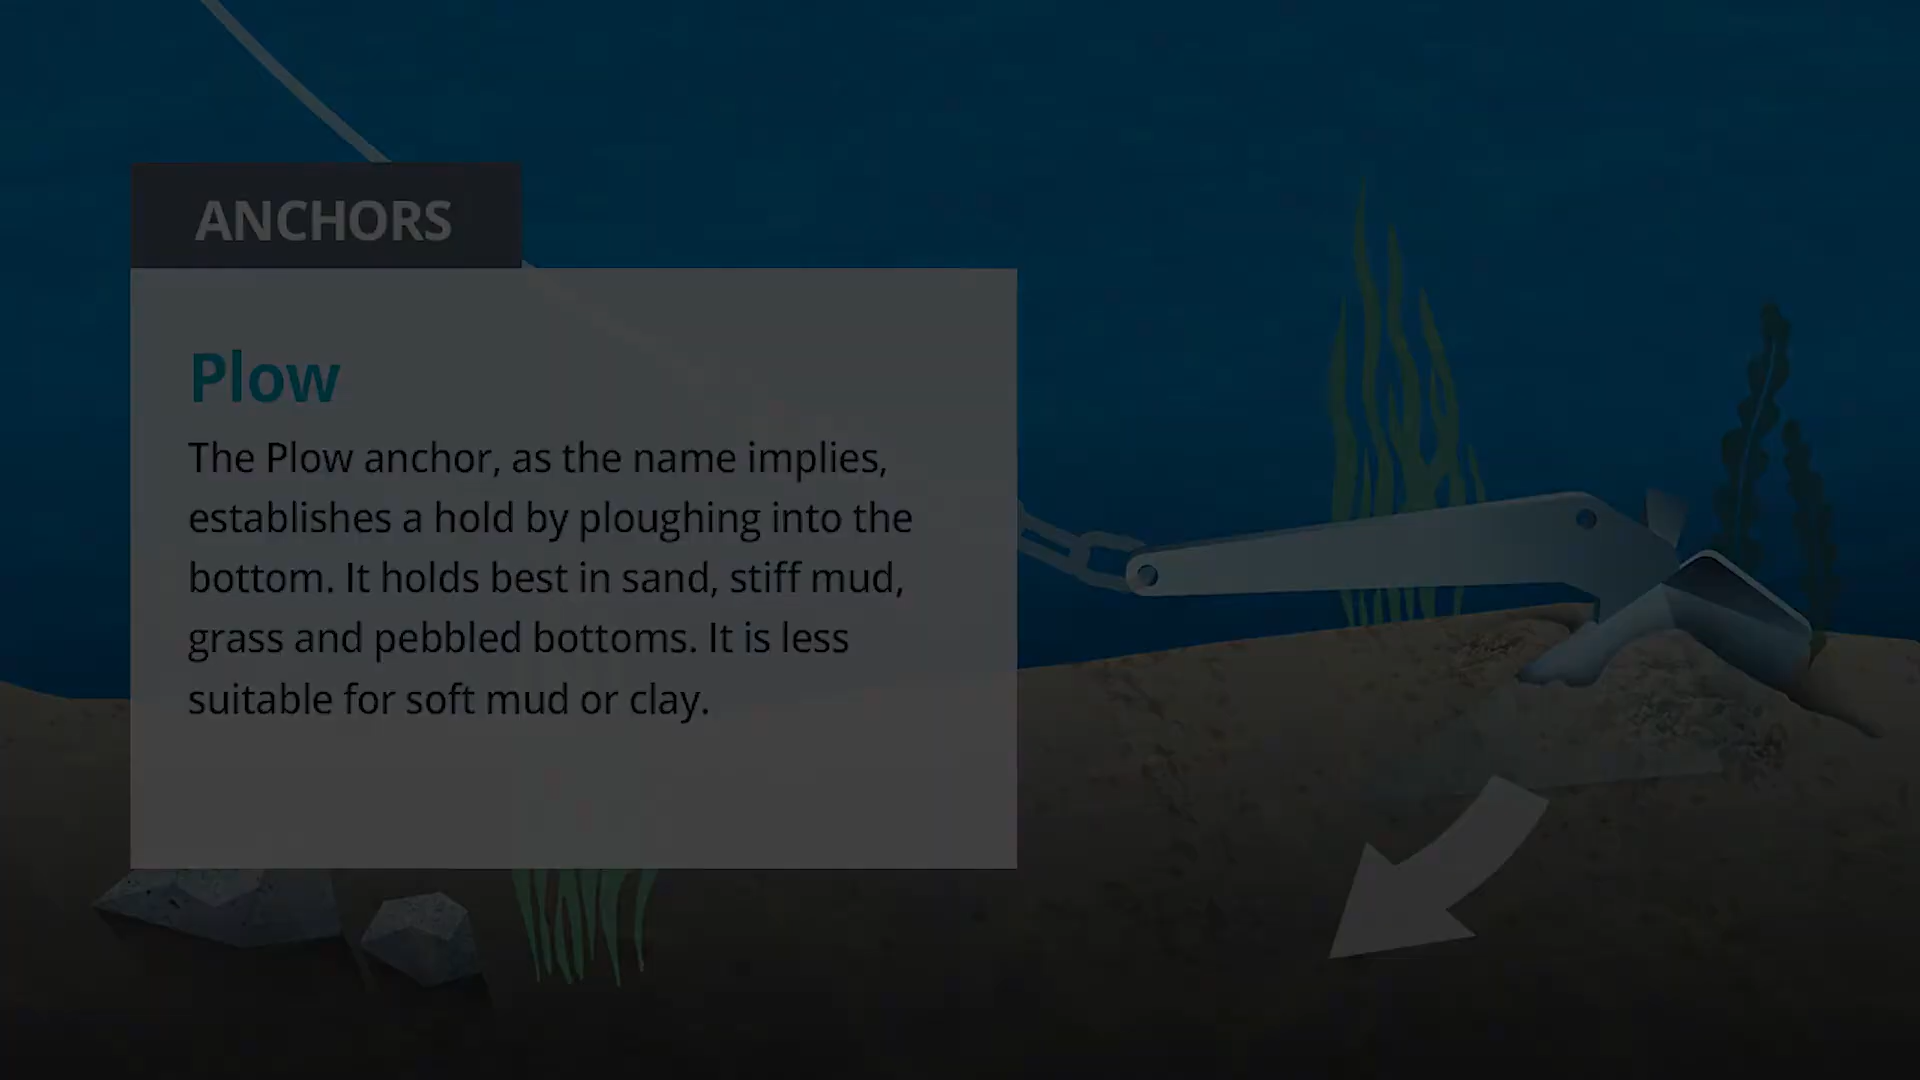 ANCHORS
Plow
The Plow anchor, as the name implies,
establishes a hold by ploughing into the
bottom. It holds best in sand, stiff mud,
grass and pebbled bottoms. It is less
suitable for soft mud or clay.